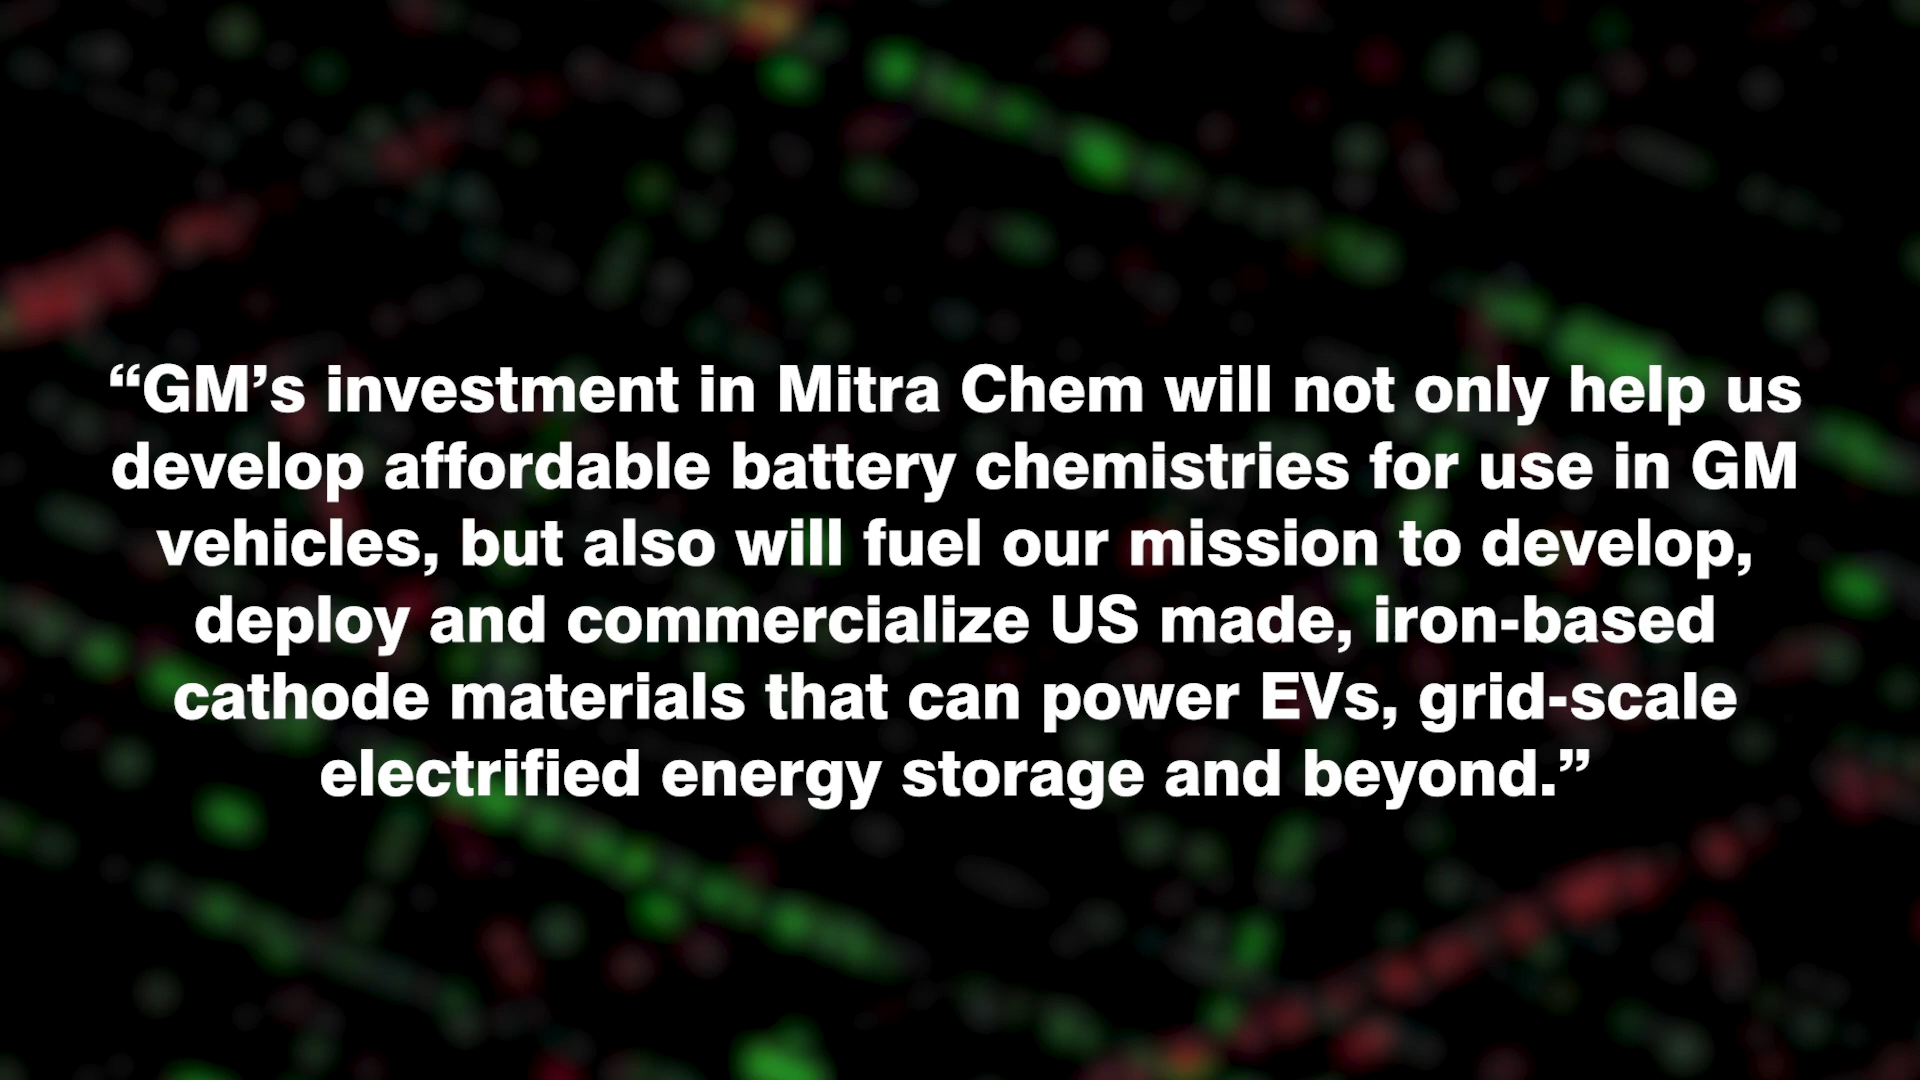 “GM’s investment in Mitra Chem will not only help us
develop affordable battery chemistries for use in GM
vehicles, but also will fuel our mission to develop,
deploy and commercialize US made, iron-based
cathode materials that can power EVs, grid-scale
electrified energy storage and beyond.”